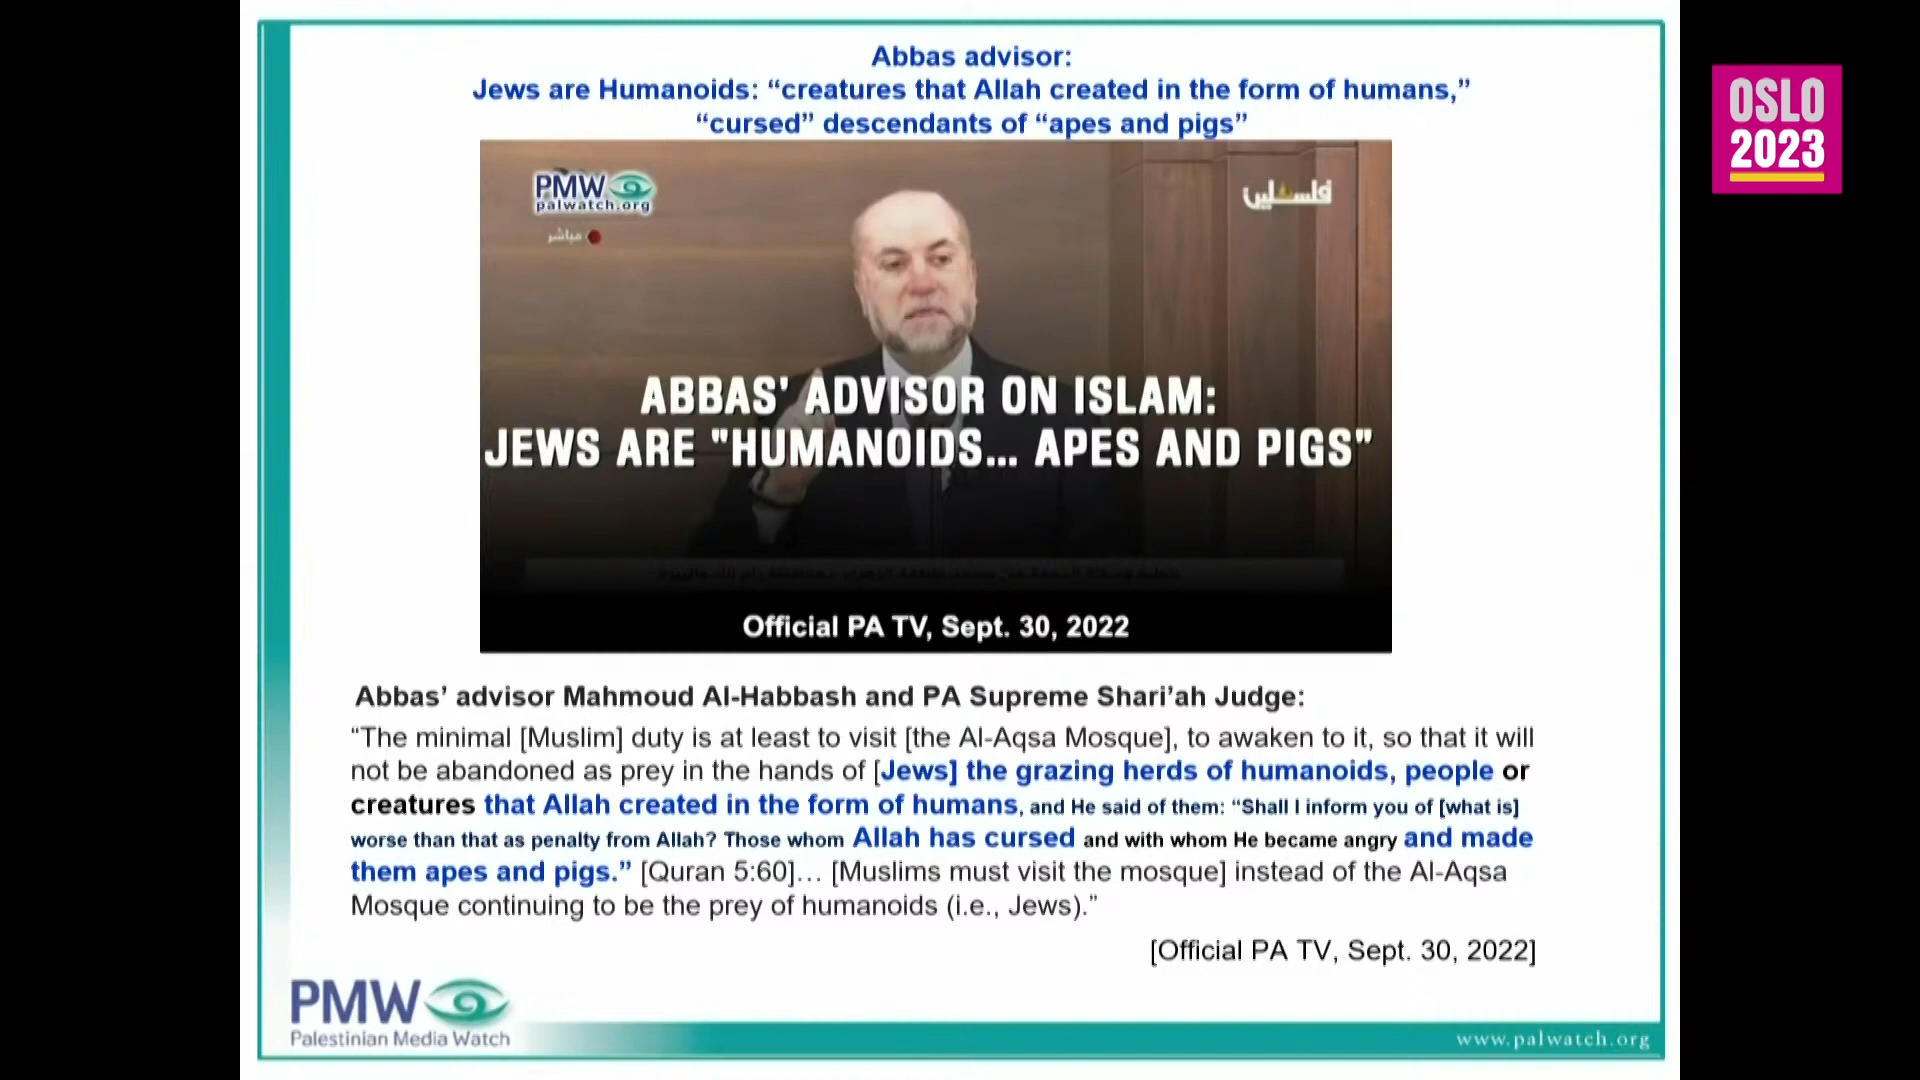 Abbas advisor:
Jews are Humanoids: “creatures that Allah created in the form of humans,”
“cursed” descendants of “apes and pigs”
OSLO
2023
PMW
palwatch.org
مباشر
فلسطين
ABBAS' ADVISOR ON ISLAM:
JEWS ARE "HUMANOIDS... APES AND PIGS"
Official PA TV, Sept. 30, 2022
Abbas’ advisor Mahmoud Al-Habbash and PA Supreme Shari’ah Judge:
“The minimal [Muslim] duty is at least to visit [the Al-Aqsa Mosque], to awaken to it, so that it will
not be abandoned as prey in the hands of [Jews] the grazing herds of humanoids, people or
creatures that Allah created in the form of humans, and He said of them: “Shall I inform you of [what is]
worse than that as penalty from Allah? Those whom Allah has cursed and with whom He became angry and made
them apes and pigs.” [Quran 5:60]… [Muslims must visit the mosque] instead of the Al-Aqsa
Mosque continuing to be the prey of humanoids (i.e., Jews).”
[Official PA TV, Sept. 30, 2022]
PMW
Palestinian Media Watch
www.palwatch.org